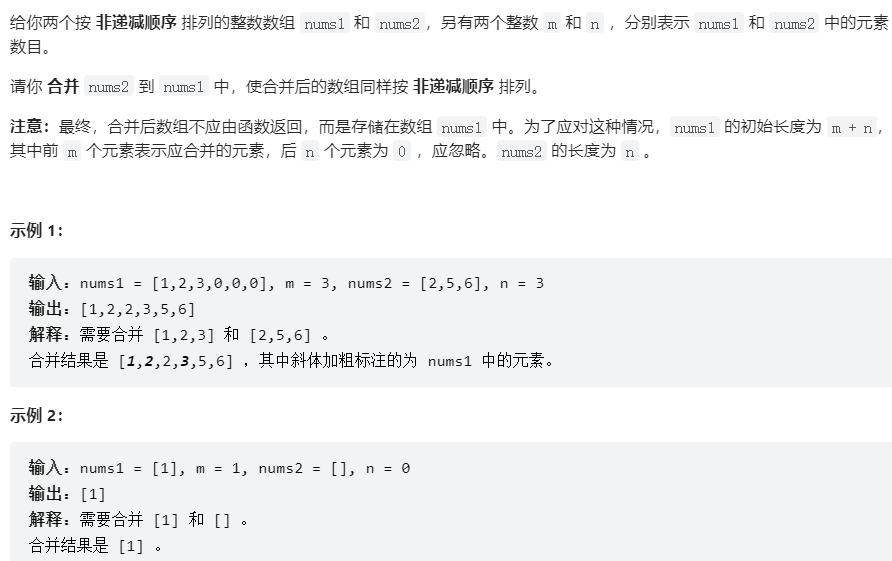 给你两个按 非递减顺序 排列的整数数组 nums1 和 nums2，另有两个整数 m 和 n ，分别表示 nums1 和 nums2 中的元素
数目。
请你 合并 nums2 到 nums1 中，使合并后的数组同样按 非递减顺序 排列。
注意：最终，合并后数组不应由函数返回，而是存储在数组 nums1 中。为了应对这种情况，nums1 的初始长度为 m + n，
其中前 m 个元素表示应合并的元素，后 n 个元素为 0 ，应忽略。nums2 的长度为 n 。
示例 1：
输入：nums1 = [1,2,3,0,0,0], m = 3, nums2 = [2,5,6], n = 3
输出：[1,2,2,3,5,6]
解释：需要合并 [1,2,3] 和 [2,5,6] 。
合并结果是 [1,2,2,3,5,6] ，其中斜体加粗标注的为 nums1 中的元素。
示例 2：
输入：nums1 = [1], m = 1, nums2 = [], n = 0
输出：[1]
解释：需要合并 [1] 和 [] 。
合并结果是 [1] 。